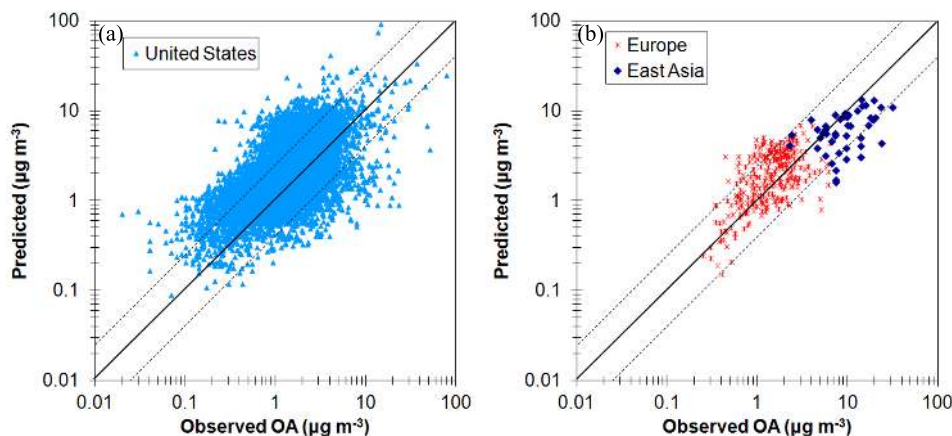 (a)
United States
Predicted (µg m⁻³)
100
10
1
0.1
0.01
0.01 0.1 1 10 100
Observed OA (µg m⁻³)
(b)
Europe
East Asia
Predicted (µg m⁻³)
100
10
1
0.1
0.01
0.01 0.1 1 10 100
Observed OA (µg m⁻³)